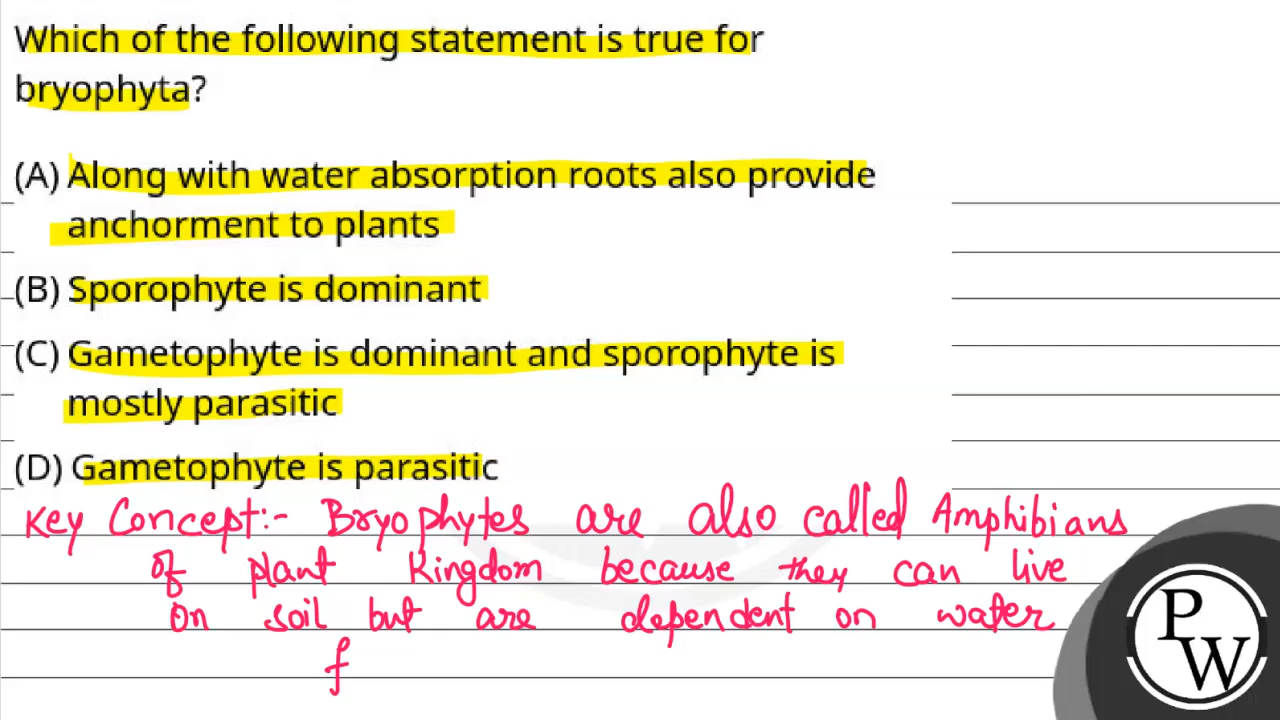 Which of the following statement is true for
bryophyta?
(A) Along with water absorption roots also provide
anchorment to plants
(B) Sporophyte is dominant
(C) Gametophyte is dominant and sporophyte is
mostly parasitic
(D) Gametophyte is parasitic
Key Concept:- Bryophytes are also called Amphibians
of plant Kingdom because they can live
on soil but are dependent on water
f
PW